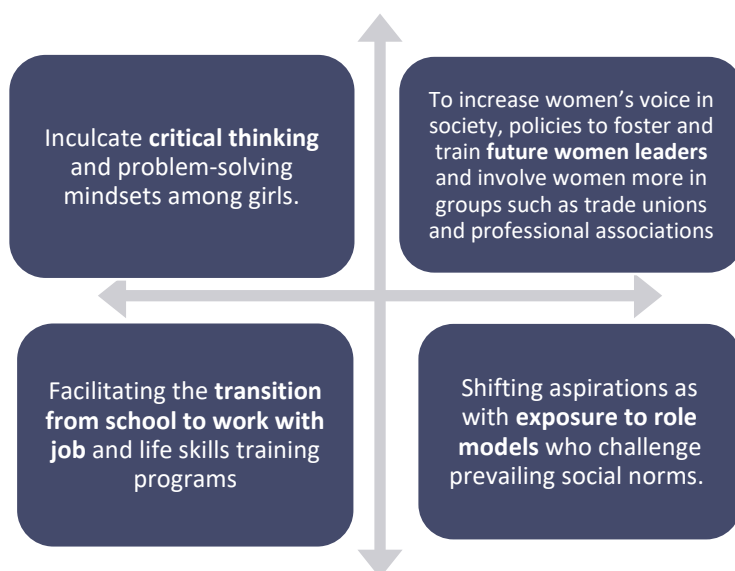 Inculcate critical thinking
and problem-solving
mindsets among girls.
To increase women’s voice in
society, policies to foster and
train future women leaders
and involve women more in
groups such as trade unions
and professional associations
Facilitating the transition
from school to work with
job and life skills training
programs
Shifting aspirations as
with exposure to role
models who challenge
prevailing social norms.